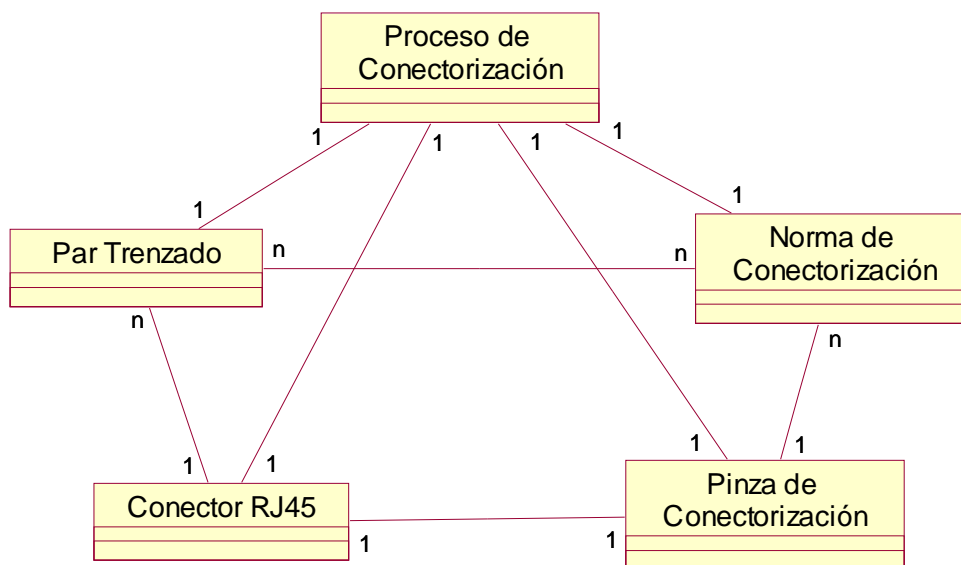 Proceso de
Conectorización
1
1
1
1
1
1
Par Trenzado
n
n
Norma de
Conectorización
n
n
1
1
1
1
Conector RJ45
1
1
Pinza de
Conectorización